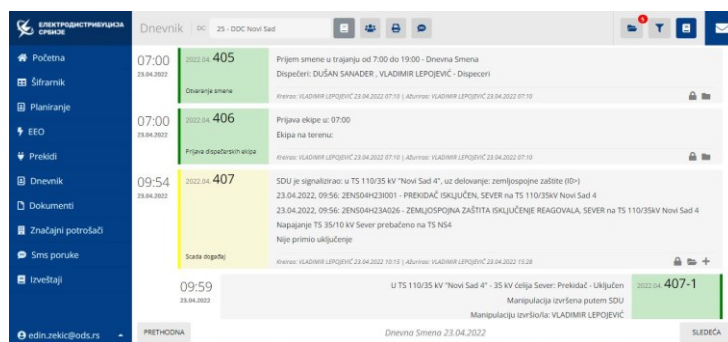 ЕЛЕКТРОДИСТРИБУЦИЈА
СРБИЈЕ
Dnevnik DC 25 - DDC Novi Sad
Početna
Šifrarnik
Planiranje
EEO
Prekidi
Dnevnik
Dokumenti
Značajni potrošači
Sms poruke
Izveštaji
edin.zekic@ods.rs
07:00
23.04.2022
2022.04. 405
Otvaranje smene
Prijem smene u trajanju od 7:00 do 19:00 - Dnevna Smena
Dispečeri: DUŠAN SANADER , VLADIMIR LEPOJEVIĆ - Dispeceri
Kreirao: VLADIMIR LEPOJEVIĆ 23.04.2022 07:10 | Ažurirao: VLADIMIR LEPOJEVIĆ 23.04.2022 07:10
07:00
23.04.2022
2022.04. 406
Prijava dispečerskih ekipa
Prijava ekipe u: 07:00
Ekipa na terenu:
Kreirao: VLADIMIR LEPOJEVIĆ 23.04.2022 07:10 | Ažurirao: VLADIMIR LEPOJEVIĆ 23.04.2022 07:10
09:54
23.04.2022
2022.04. 407
Scada događaj
SDU je signalizirao: u TS 110/35 kV "Novi Sad 4", uz delovanje: zemljospojne zaštite (I0>)
23.04.2022, 09:56: 2ENS04H23I001 - PREKIDAČ ISKLJUČEN, SEVER na TS 110/35kV Novi Sad 4
23.04.2022, 09:56: 2ENS04H23A026 - ZEMLJOSPOJNA ZAŠTITA ISKLJUČENJE REAGOVALA, SEVER na TS 110/35kV Novi Sad 4
Napajanje TS 35/10 kV Sever prebačeno na TS NS4
Nije primio uključenje
Kreirao: VLADIMIR LEPOJEVIĆ 23.04.2022 10:15 | Ažurirao: VLADIMIR LEPOJEVIĆ 23.04.2022 15:28
09:59
23.04.2022
U TS 110/35 kV "Novi Sad 4" - 35 kV ćelija Sever: Prekidač - Uključen
Manipulacija izvršena putem SDU
Manipulaciju izvršio/la: VLADIMIR LEPOJEVIĆ
2022.04. 407-1
PRETHODNA
Dnevna Smena 23.04.2022
SLEDEĆA